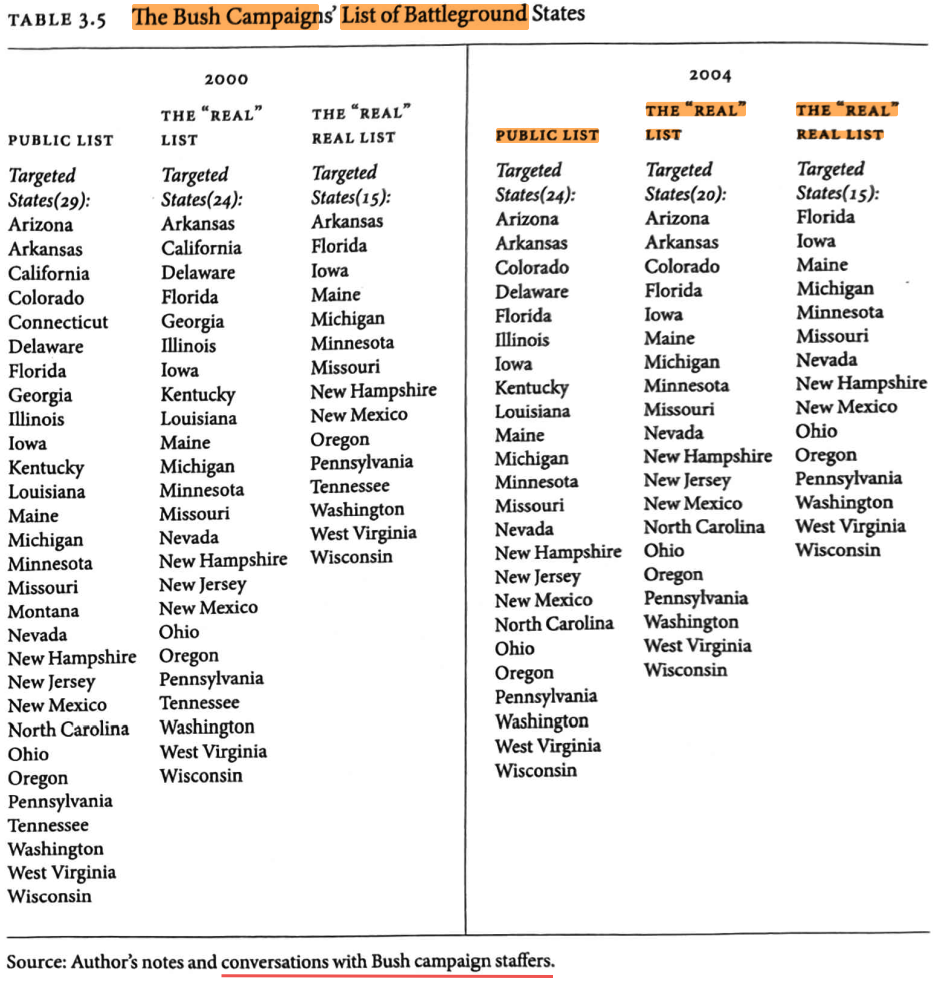 TABLE 3.5 The Bush Campaigns' List of Battleground States
2000
PUBLIC LIST
Targeted
States(29):
Arizona
Arkansas
California
Colorado
Connecticut
Delaware
Florida
Georgia
Illinois
Iowa
Kentucky
Louisiana
Maine
Michigan
Minnesota
Missouri
Montana
Nevada
New Hampshire
New Jersey
New Mexico
North Carolina
Ohio
Oregon
Pennsylvania
Tennessee
Washington
West Virginia
Wisconsin
THE "REAL"
LIST
Targeted
States(24):
Arkansas
California
Delaware
Florida
Georgia
Illinois
Iowa
Kentucky
Louisiana
Maine
Michigan
Minnesota
Missouri
Nevada
New Hampshire
New Jersey
New Mexico
Ohio
Oregon
Pennsylvania
Tennessee
Washington
West Virginia
Wisconsin
THE "REAL"
REAL LIST
Targeted
States(15):
Arkansas
Florida
Iowa
Maine
Michigan
Minnesota
Missouri
New Hampshire
New Mexico
Oregon
Pennsylvania
Tennessee
Washington
West Virginia
Wisconsin
2004
PUBLIC LIST
Targeted
States(24):
Arizona
Arkansas
Colorado
Delaware
Florida
Illinois
Iowa
Kentucky
Louisiana
Maine
Michigan
Minnesota
Missouri
Nevada
New Hampshire
New Jersey
New Mexico
North Carolina
Ohio
Oregon
Pennsylvania
Washington
West Virginia
Wisconsin
THE "REAL"
LIST
Targeted
States(20):
Arizona
Arkansas
Colorado
Florida
Iowa
Maine
Michigan
Minnesota
Missouri
Nevada
New Hampshire
New Jersey
New Mexico
North Carolina
Ohio
Oregon
Pennsylvania
Washington
West Virginia
Wisconsin
THE "REAL"
REAL LIST
Targeted
States(15):
Florida
Iowa
Maine
Michigan
Minnesota
Missouri
Nevada
New Hampshire
New Mexico
Ohio
Oregon
Pennsylvania
Washington
West Virginia
Wisconsin
Source: Author's notes and conversations with Bush campaign staffers.